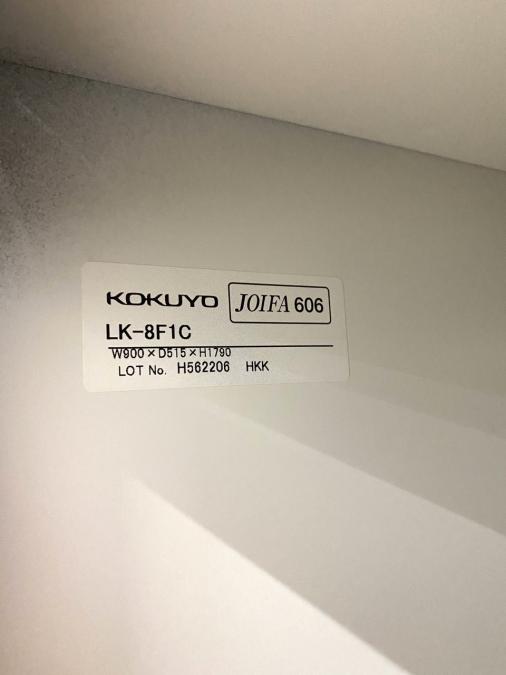 KOKUYO JOIFA 606
LK-8F1C
W900×D515×H1790
LOT No. H562206 HKK